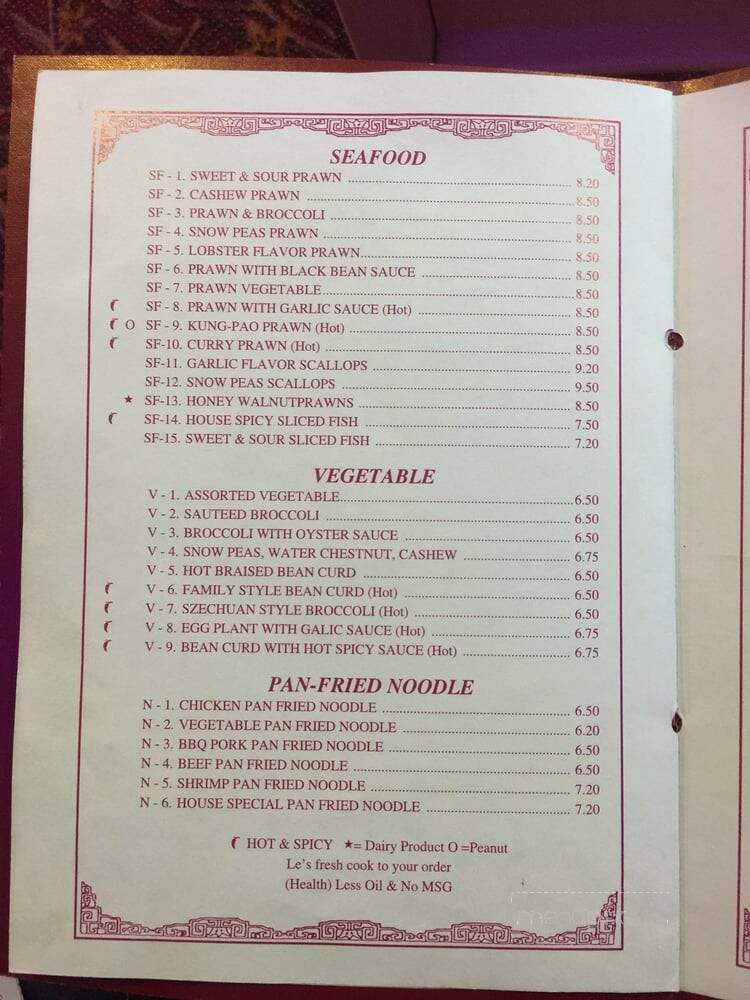 SEAFOOD
SF - 1. SWEET & SOUR PRAWN 8.20
SF - 2. CASHEW PRAWN 8.50
SF - 3. PRAWN & BROCCOLI 8.50
SF - 4. SNOW PEAS PRAWN 8.50
SF - 5. LOBSTER FLAVOR PRAWN 8.50
SF - 6. PRAWN WITH BLACK BEAN SAUCE 8.50
SF - 7. PRAWN VEGETABLE 8.50
SF - 8. PRAWN WITH GARLIC SAUCE (Hot) 8.50
O SF - 9. KUNG-PAO PRAWN (Hot) 8.50
SF-10. CURRY PRAWN (Hot) 8.50
SF-11. GARLIC FLAVOR SCALLOPS 9.20
SF-12. SNOW PEAS SCALLOPS 9.50
★ SF-13. HONEY WALNUTPRAWNS 8.50
SF-14. HOUSE SPICY SLICED FISH 7.50
SF-15. SWEET & SOUR SLICED FISH 7.20
VEGETABLE
V - 1. ASSORTED VEGETABLE 6.50
V - 2. SAUTEED BROCCOLI 6.50
V - 3. BROCCOLI WITH OYSTER SAUCE 6.50
V - 4. SNOW PEAS, WATER CHESTNUT, CASHEW 6.75
V - 5. HOT BRAISED BEAN CURD 6.50
V - 6. FAMILY STYLE BEAN CURD (Hot) 6.50
V - 7. SZECHUAN STYLE BROCCOLI (Hot) 6.50
V - 8. EGG PLANT WITH GALIC SAUCE (Hot) 6.75
V - 9. BEAN CURD WITH HOT SPICY SAUCE (Hot) 6.75
PAN-FRIED NOODLE
N - 1. CHICKEN PAN FRIED NOODLE 6.50
N - 2. VEGETABLE PAN FRIED NOODLE 6.20
N - 3. BBQ PORK PAN FRIED NOODLE 6.50
N - 4. BEEF PAN FRIED NOODLE 6.50
N - 5. SHRIMP PAN FRIED NOODLE 7.20
N - 6. HOUSE SPECIAL PAN FRIED NOODLE 7.20
HOT & SPICY ★= Dairy Product O =Peanut
Le's fresh cook to your order
(Health) Less Oil & No MSG